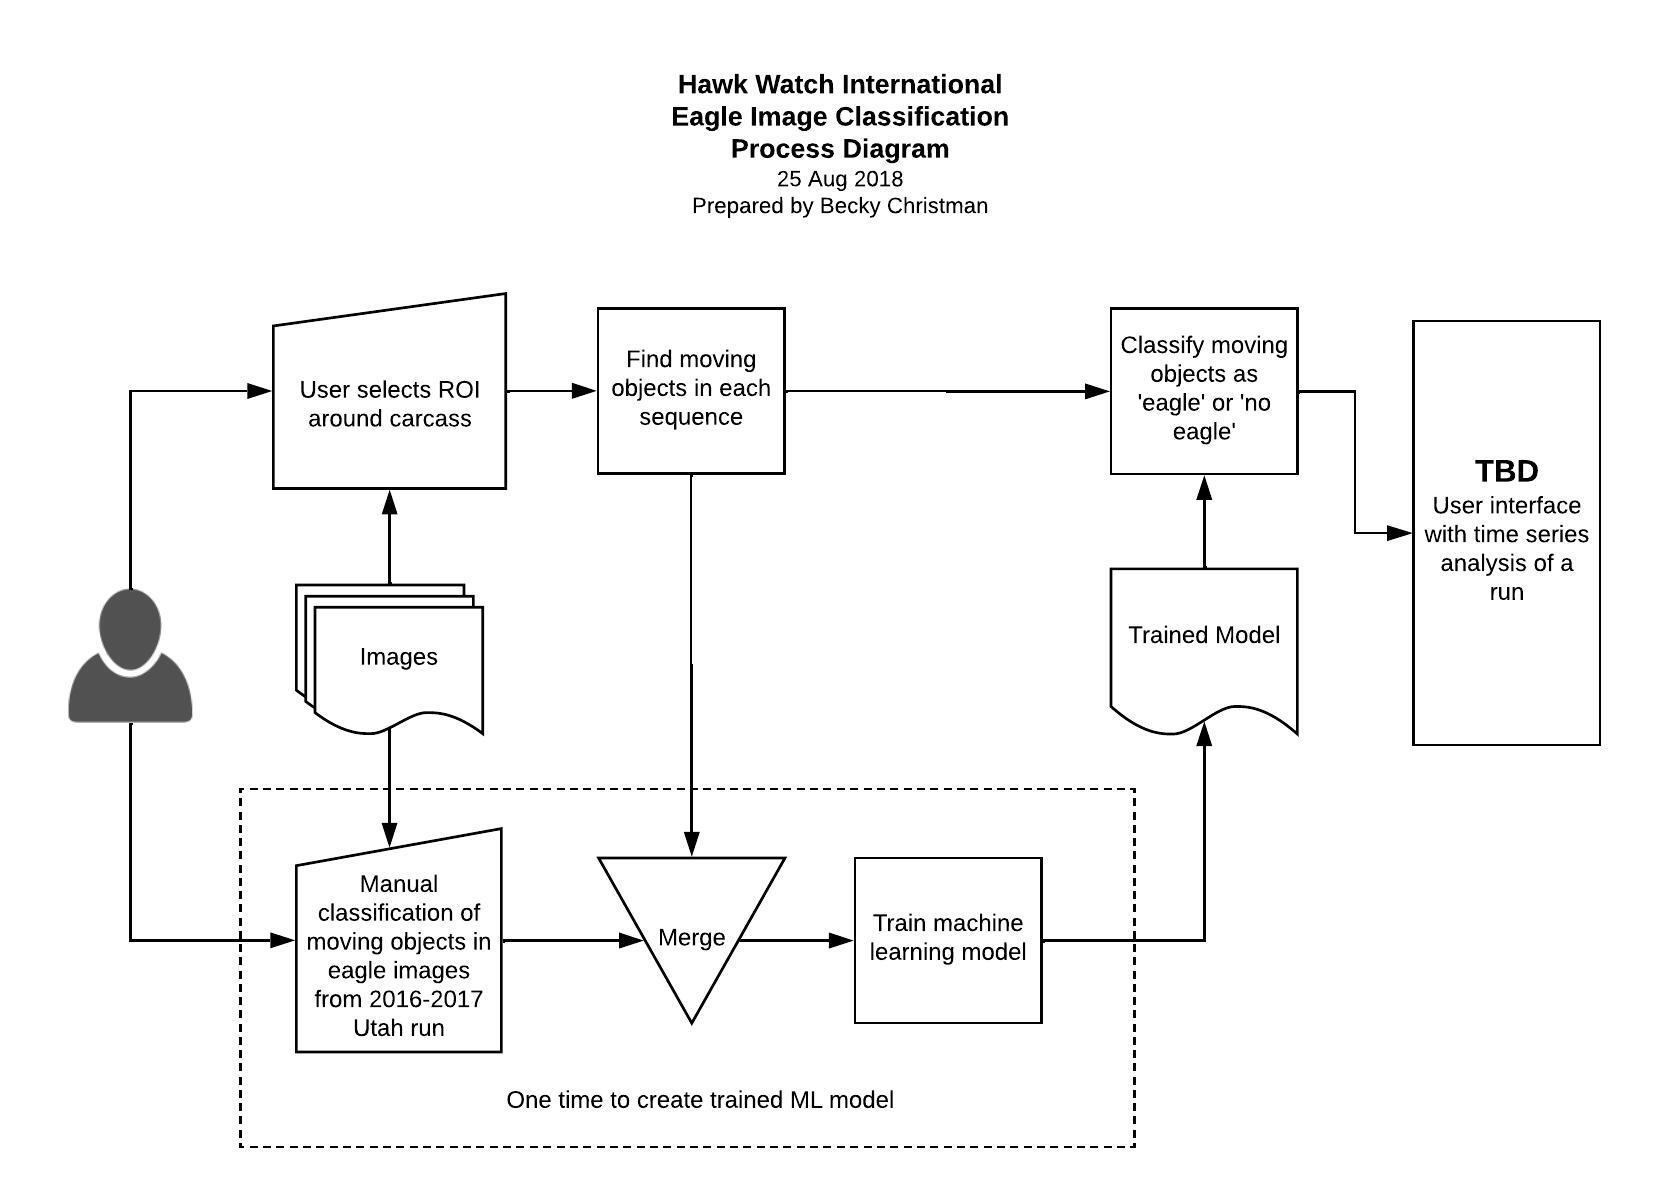 Hawk Watch International
Eagle Image Classification
Process Diagram
25 Aug 2018
Prepared by Becky Christman
User selects ROI
around carcass
Find moving
objects in each
sequence
Classify moving
objects as
'eagle' or 'no
eagle'
TBD
User interface
with time series
analysis of a
run
Images
Trained Model
Manual
classification of
moving objects in
eagle images
from 2016-2017
Utah run
Merge
Train machine
learning model
One time to create trained ML model